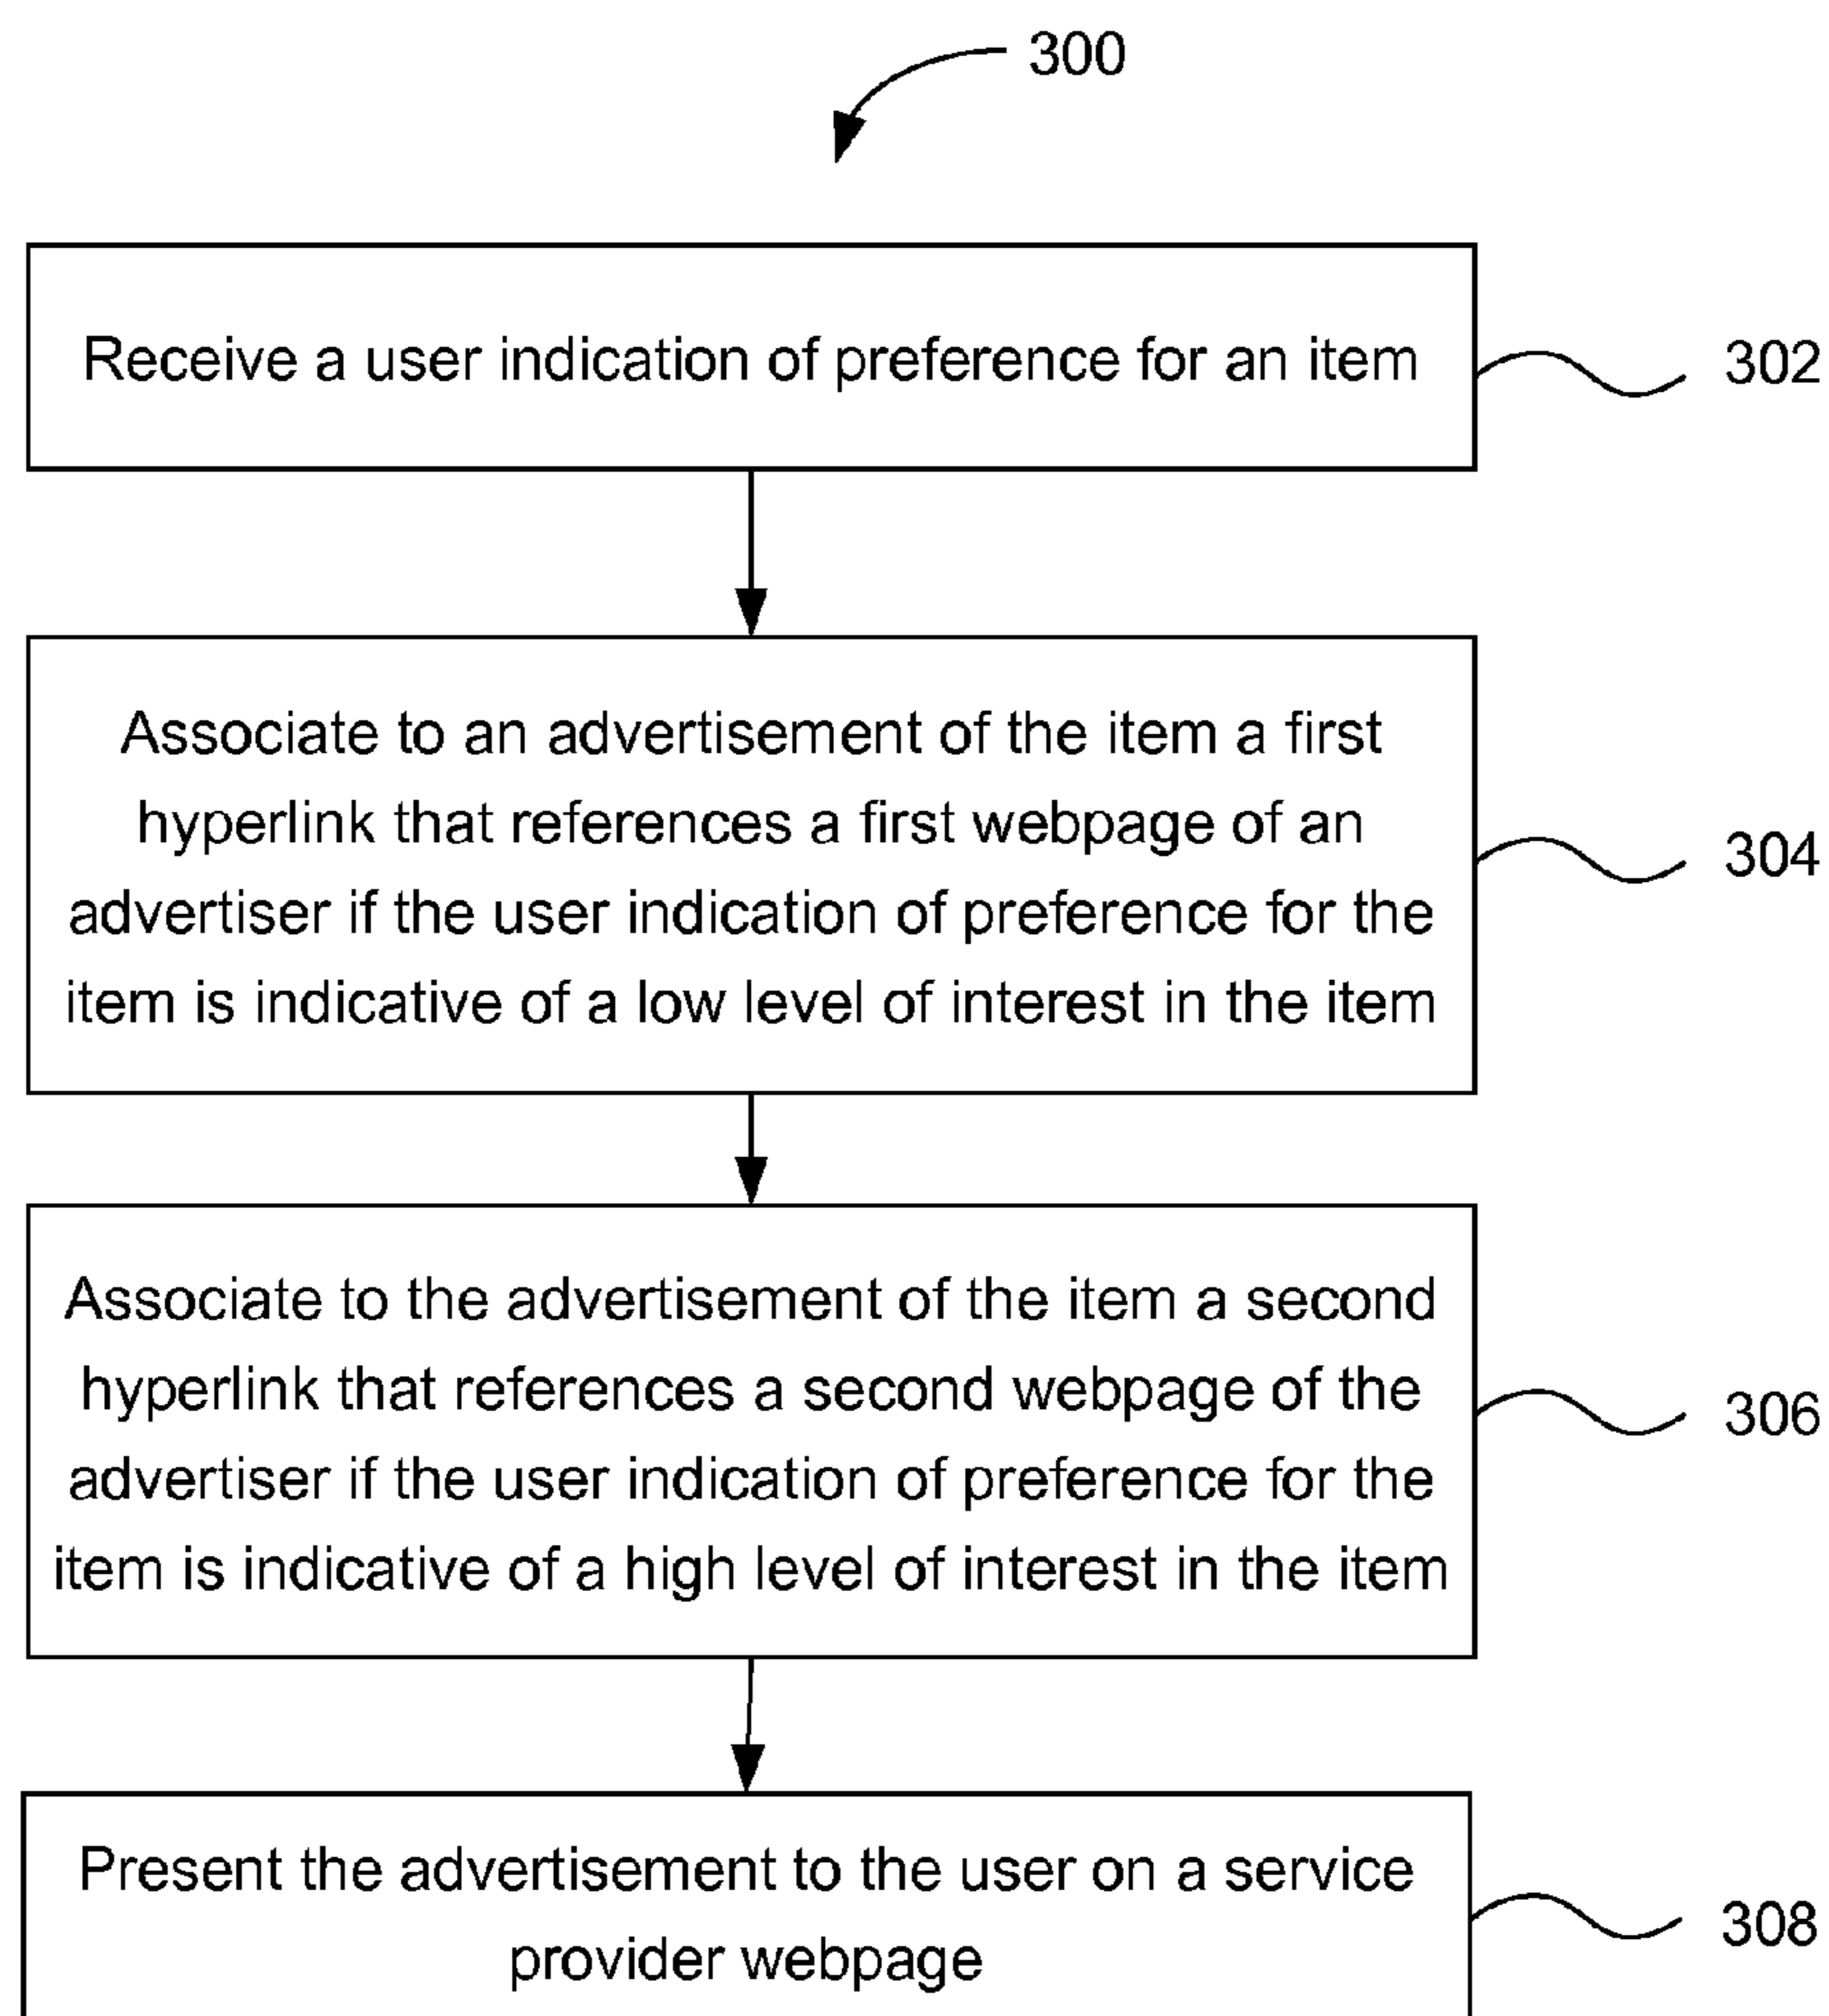 300
Receive a user indication of preference for an item
302
Associate to an advertisement of the item a first
hyperlink that references a first webpage of an
advertiser if the user indication of preference for the
item is indicative of a low level of interest in the item
304
Associate to the advertisement of the item a second
hyperlink that references a second webpage of the
advertiser if the user indication of preference for the
item is indicative of a high level of interest in the item
306
Present the advertisement to the user on a service
provider webpage
308